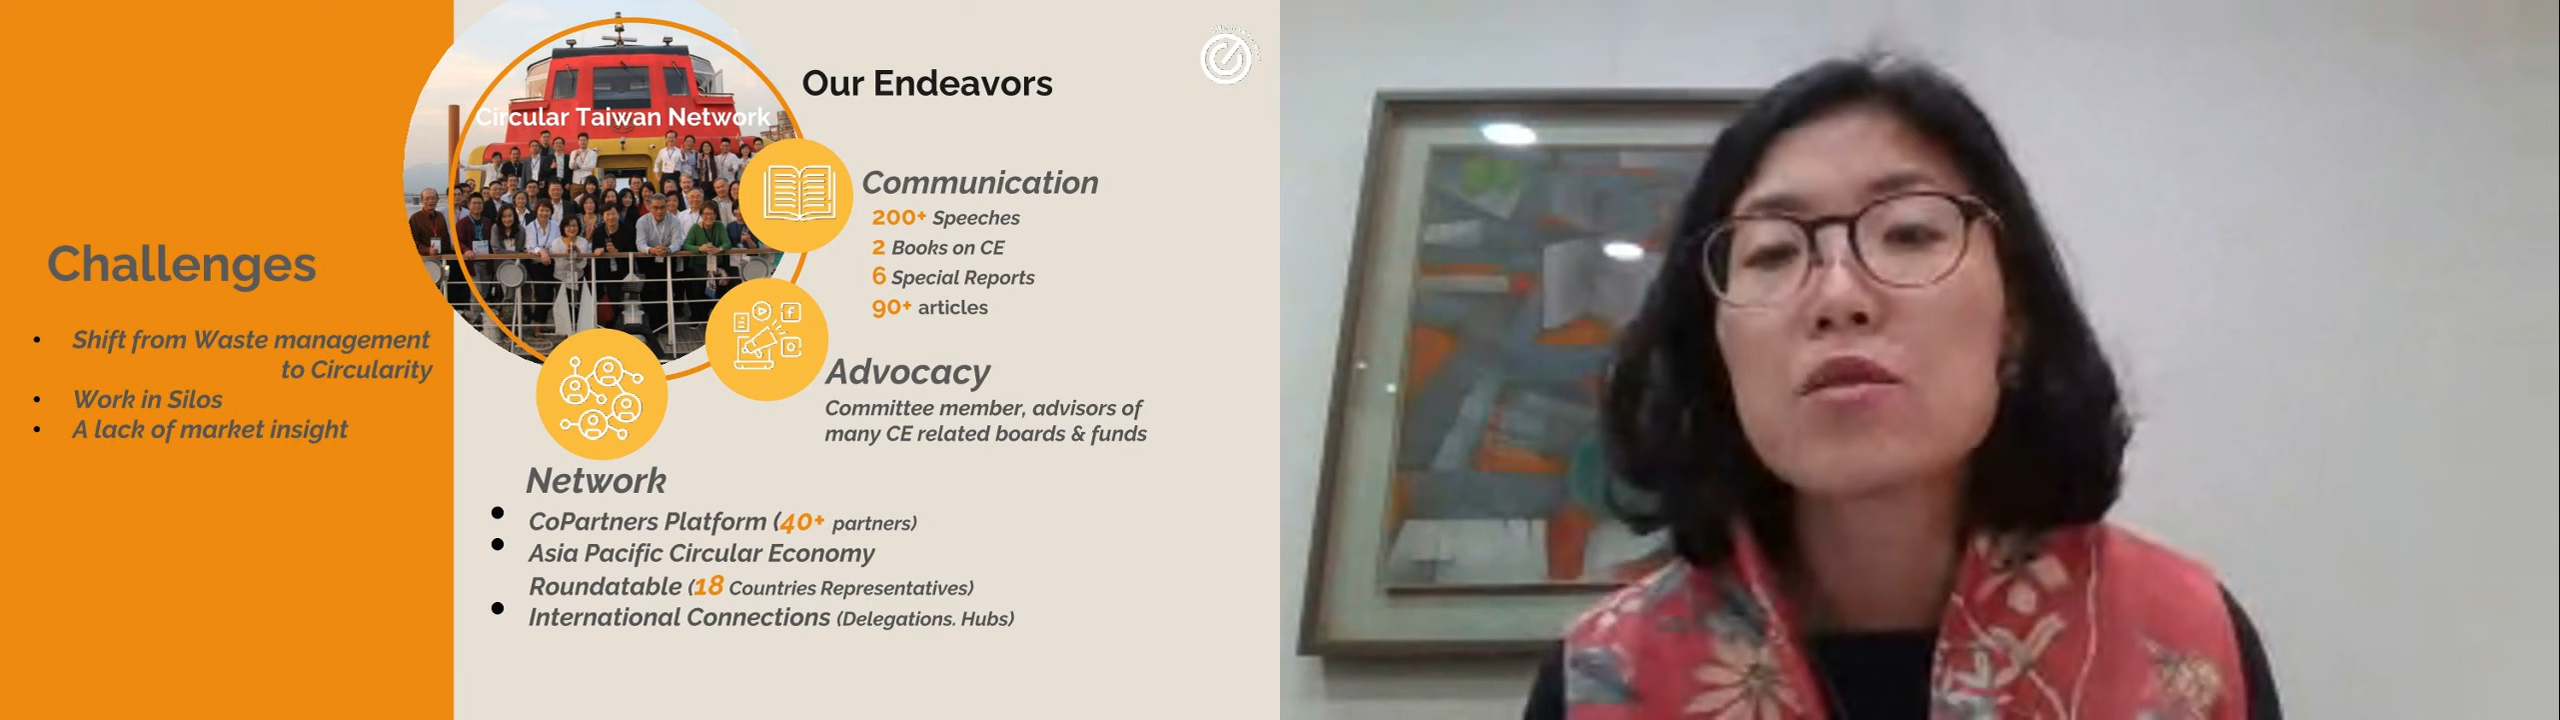 Challenges
Shift from Waste management
to Circularity
Work in Silos
A lack of market insight
Circular Taiwan Network
Our Endeavors
Communication
200+ Speeches
2 Books on CE
6 Special Reports
90+ articles
Advocacy
Committee member, advisors of
many CE related boards & funds
Network
CoPartners Platform (40+ partners)
Asia Pacific Circular Economy
Roundatable (18 Countries Representatives)
International Connections (Delegations. Hubs)